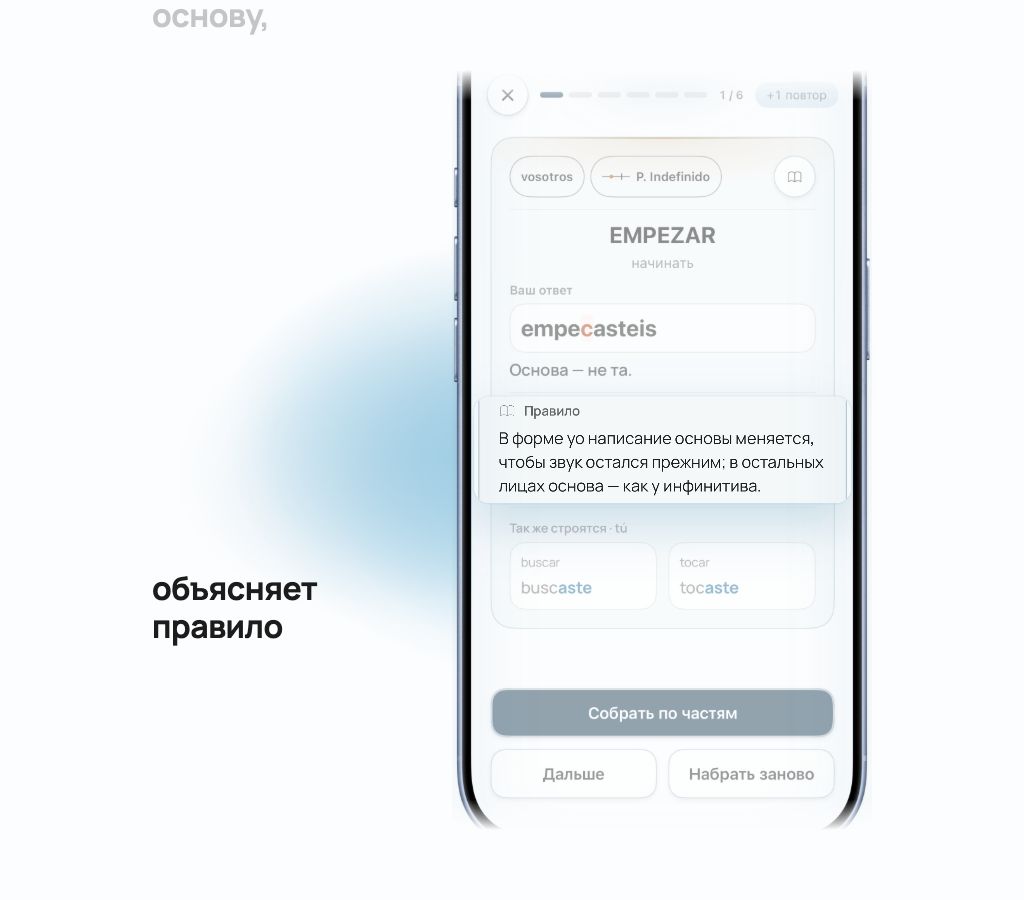 основу,
1 / 6
+1 повтор
vosotros
P. Indefinido
EMPEZAR
начинать
Ваш ответ
empecasteis
Основа — не та.
Правило
В форме yo написание основы меняется,
чтобы звук остался прежним; в остальных
лицах основа — как у инфинитива.
Так же строятся · tú
buscar
buscaste
tocar
tocaste
объясняет
правило
Собрать по частям
Дальше
Набрать заново